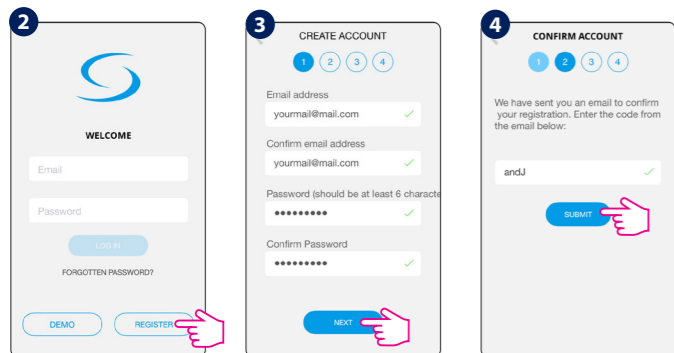 2
WELCOME
Email
Password
LOG IN
FORGOTTEN PASSWORD?
DEMO
REGISTER
3
CREATE ACCOUNT
1 2 3 4
Email address
yourmail@mail.com
Confirm email address
yourmail@mail.com
Password (should be at least 6 characte
●●●●●●●●●
Confirm Password
●●●●●●●●●
NEXT
4
CONFIRM ACCOUNT
1 2 3 4
We have sent you an email to confirm
your registration. Enter the code from
the email below:
andJ
SUBMIT